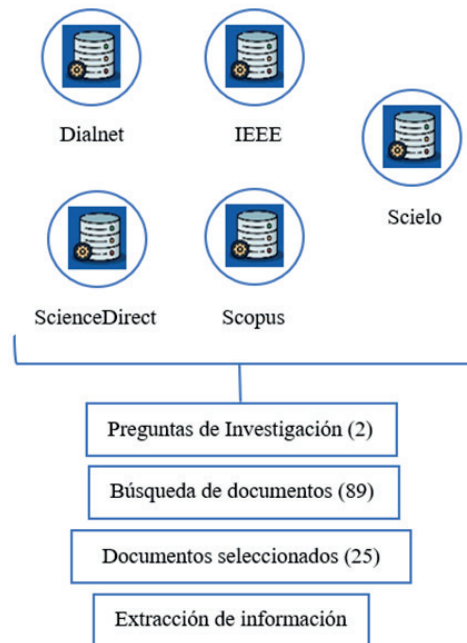 Dialnet
IEEE
Scielo
ScienceDirect
Scopus
Preguntas de Investigación (2)
Búsqueda de documentos (89)
Documentos seleccionados (25)
Extracción de información